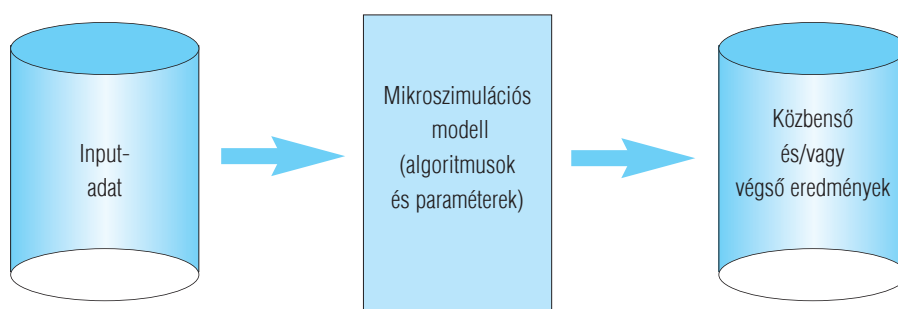 Input-
adat
Mikroszimulációs
modell
(algoritmusok
és paraméterek)
Közbenső
és/vagy
végső eredmények